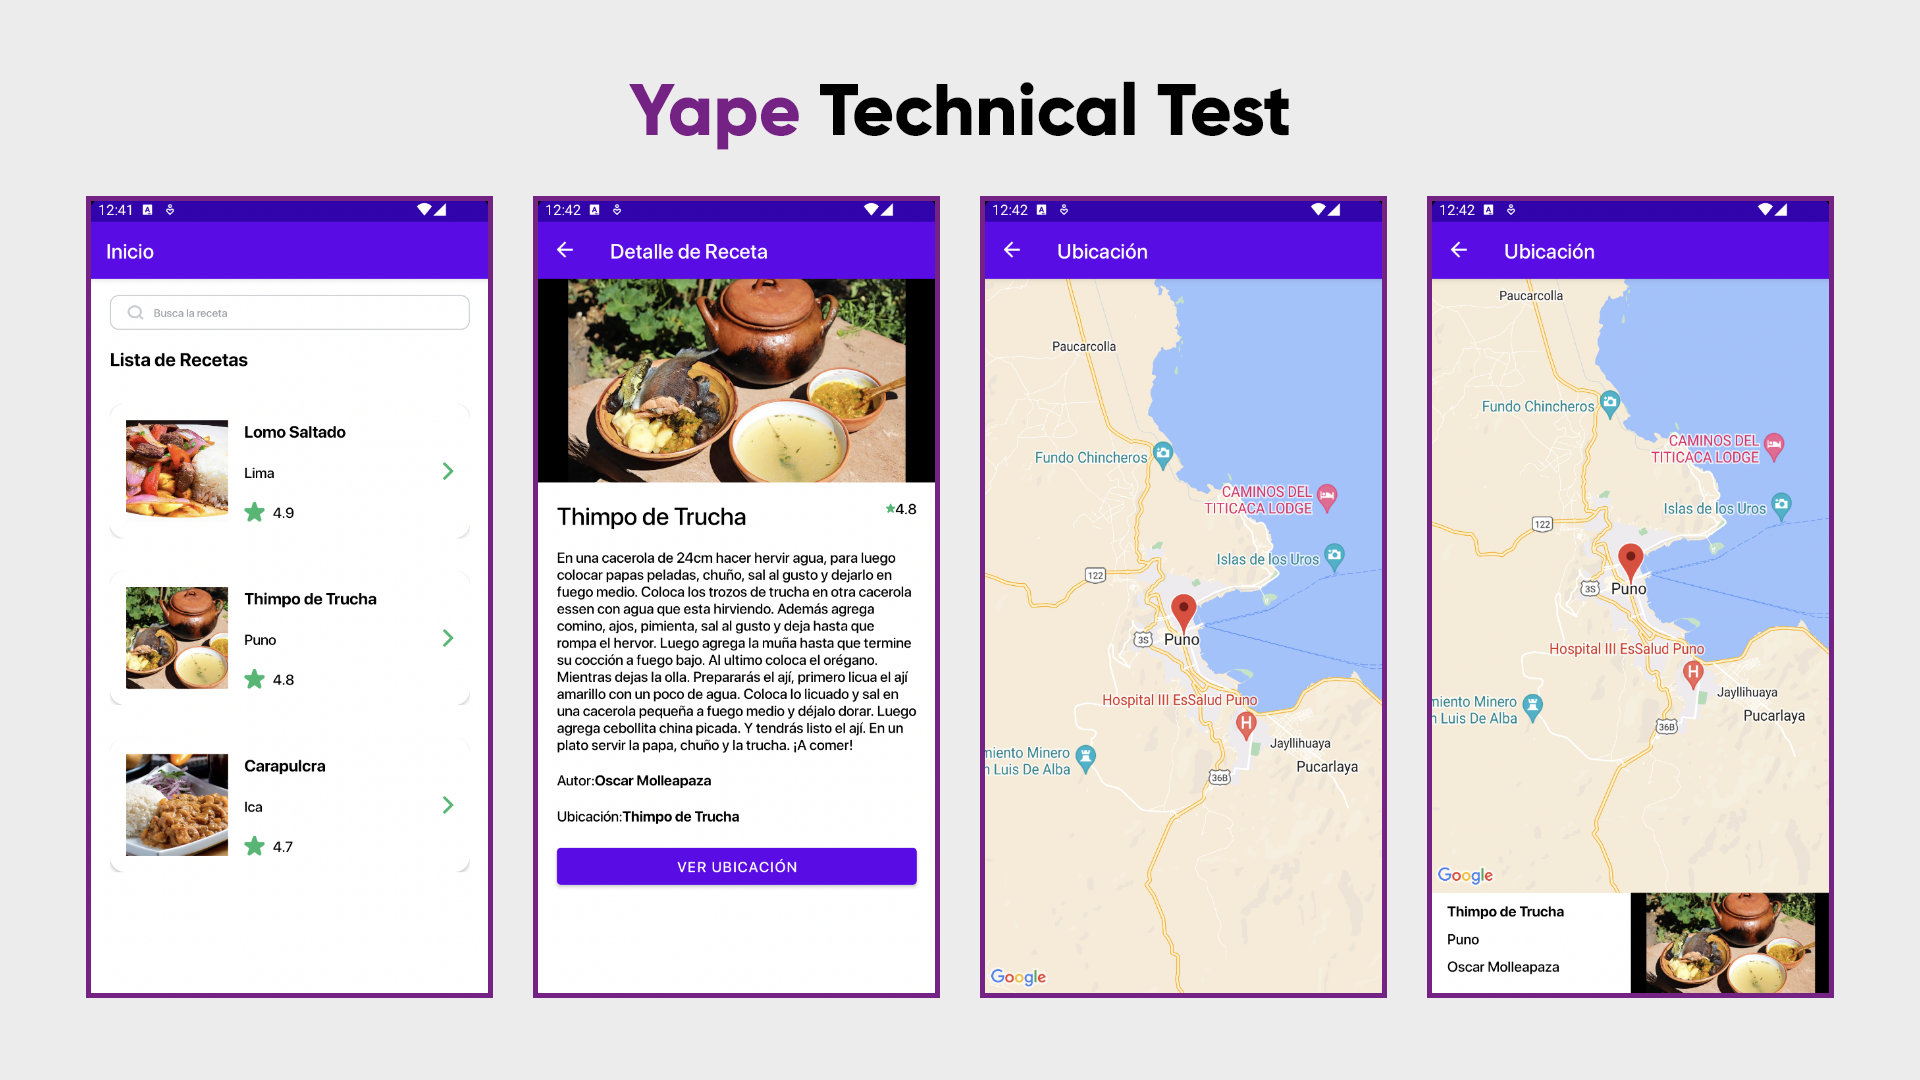 Yape Technical Test
12:41
Inicio
Busca la receta
Lista de Recetas
Lomo Saltado
Lima
4.9
Thimpo de Trucha
Puno
4.8
Carapulcra
Ica
4.7
12:42
Detalle de Receta
Thimpo de Trucha
4.8
En una cacerola de 24cm hacer hervir agua, para luego
colocar papas peladas, chuño, sal al gusto y dejarlo en
fuego medio. Coloca los trozos de trucha en otra cacerola
essen con agua que esta hirviendo. Además agrega
comino, ajos, pimienta, sal al gusto y deja hasta que
rompa el hervor. Luego agrega la muña hasta que termine
su cocción a fuego bajo. Al ultimo coloca el orégano.
Mientras dejas la olla. Prepararás el ají, primero licua el ají
amarillo con un poco de agua. Coloca lo licuado y sal en
una cacerola pequeña a fuego medio y déjalo dorar. Luego
agrega cebollita china picada. Y tendrás listo el ají. En un
plato servir la papa, chuño y la trucha. ¡A comer!
Autor:Oscar Molleapaza
Ubicación:Thimpo de Trucha
VER UBICACIÓN
12:42
Ubicación
Paucarcolla
Fundo Chincheros
CAMINOS DEL
TITICACA LODGE
Islas de los Uros
122
3S
Puno
Hospital III EsSalud Puno
Jayllihuaya
miento Minero
n Luis De Alba
Pucarlaya
36B
Google
12:42
Ubicación
Paucarcolla
Fundo Chincheros
CAMINOS DEL
TITICACA LODGE
Islas de los Uros
122
3S
Puno
Hospital III EsSalud Puno
Jayllihuaya
miento Minero
n Luis De Alba
Pucarlaya
36B
Google
Thimpo de Trucha
Puno
Oscar Molleapaza